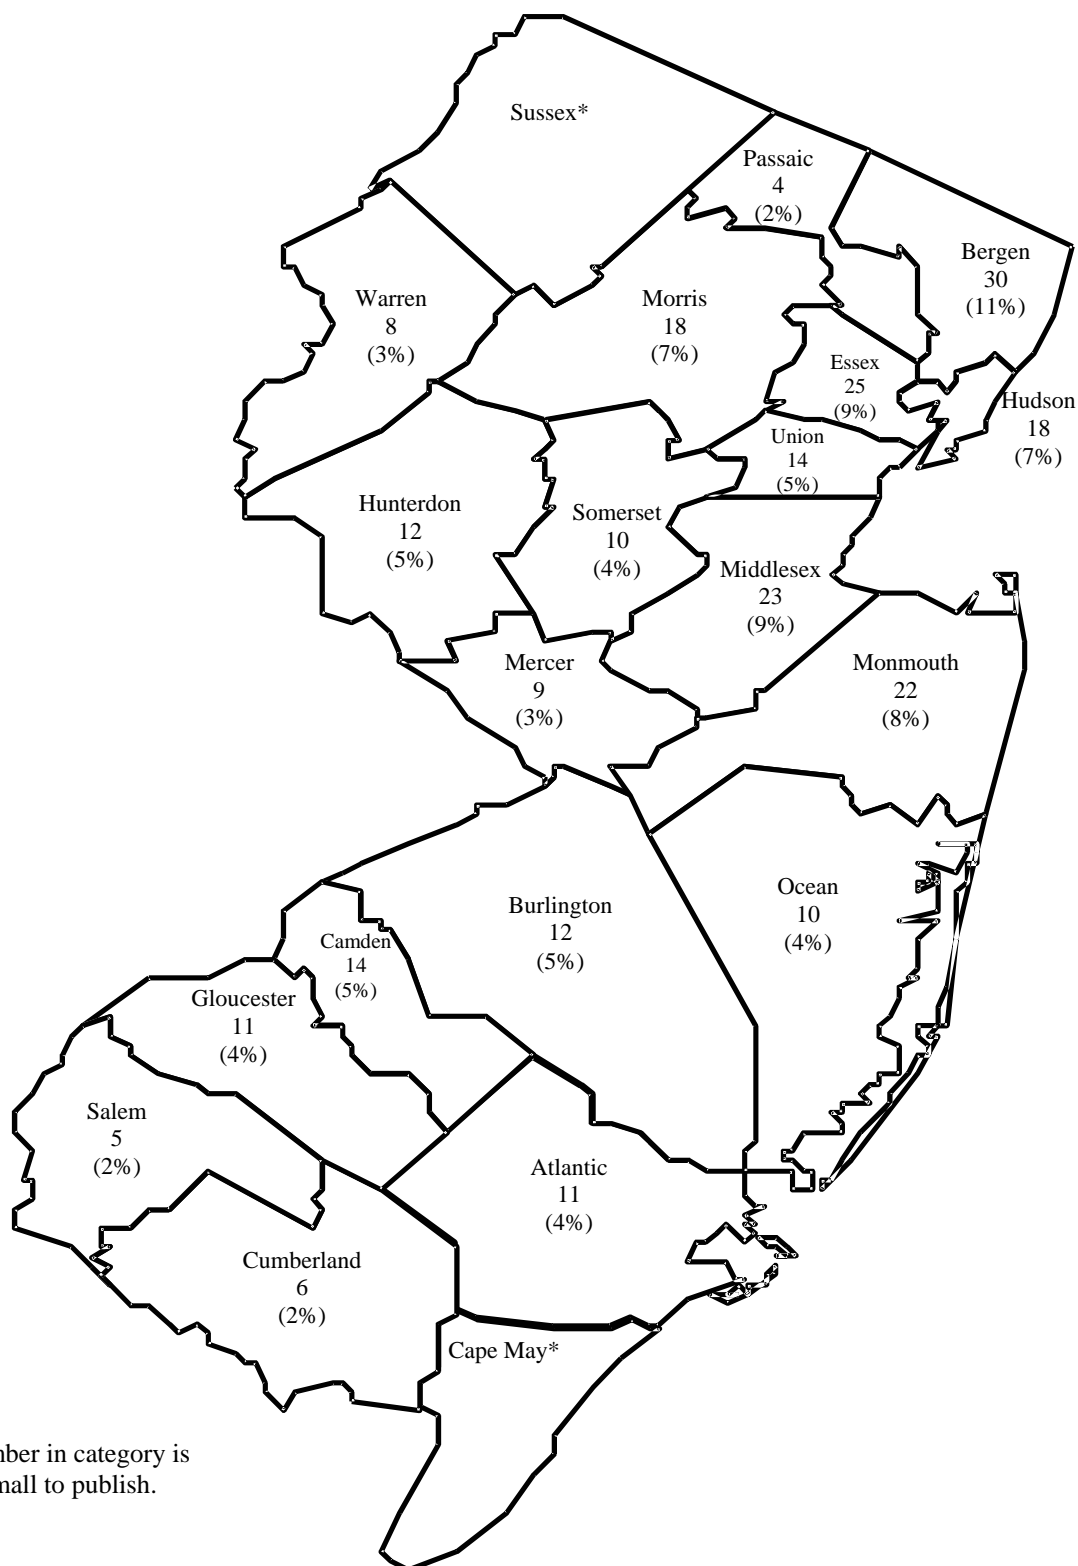 Sussex*
Passaic
4
(2%)
Bergen
30
(11%)
Warren
8
(3%)
Morris
18
(7%)
Essex
25
(9%)
Hudson
18
(7%)
Union
14
(5%)
Hunterdon
12
(5%)
Somerset
10
(4%)
Middlesex
23
(9%)
Mercer
9
(3%)
Monmouth
22
(8%)
Ocean
10
(4%)
Burlington
12
(5%)
Camden
14
(5%)
Gloucester
11
(4%)
Salem
5
(2%)
Atlantic
11
(4%)
Cumberland
6
(2%)
Cape May*
in category is
to publish.